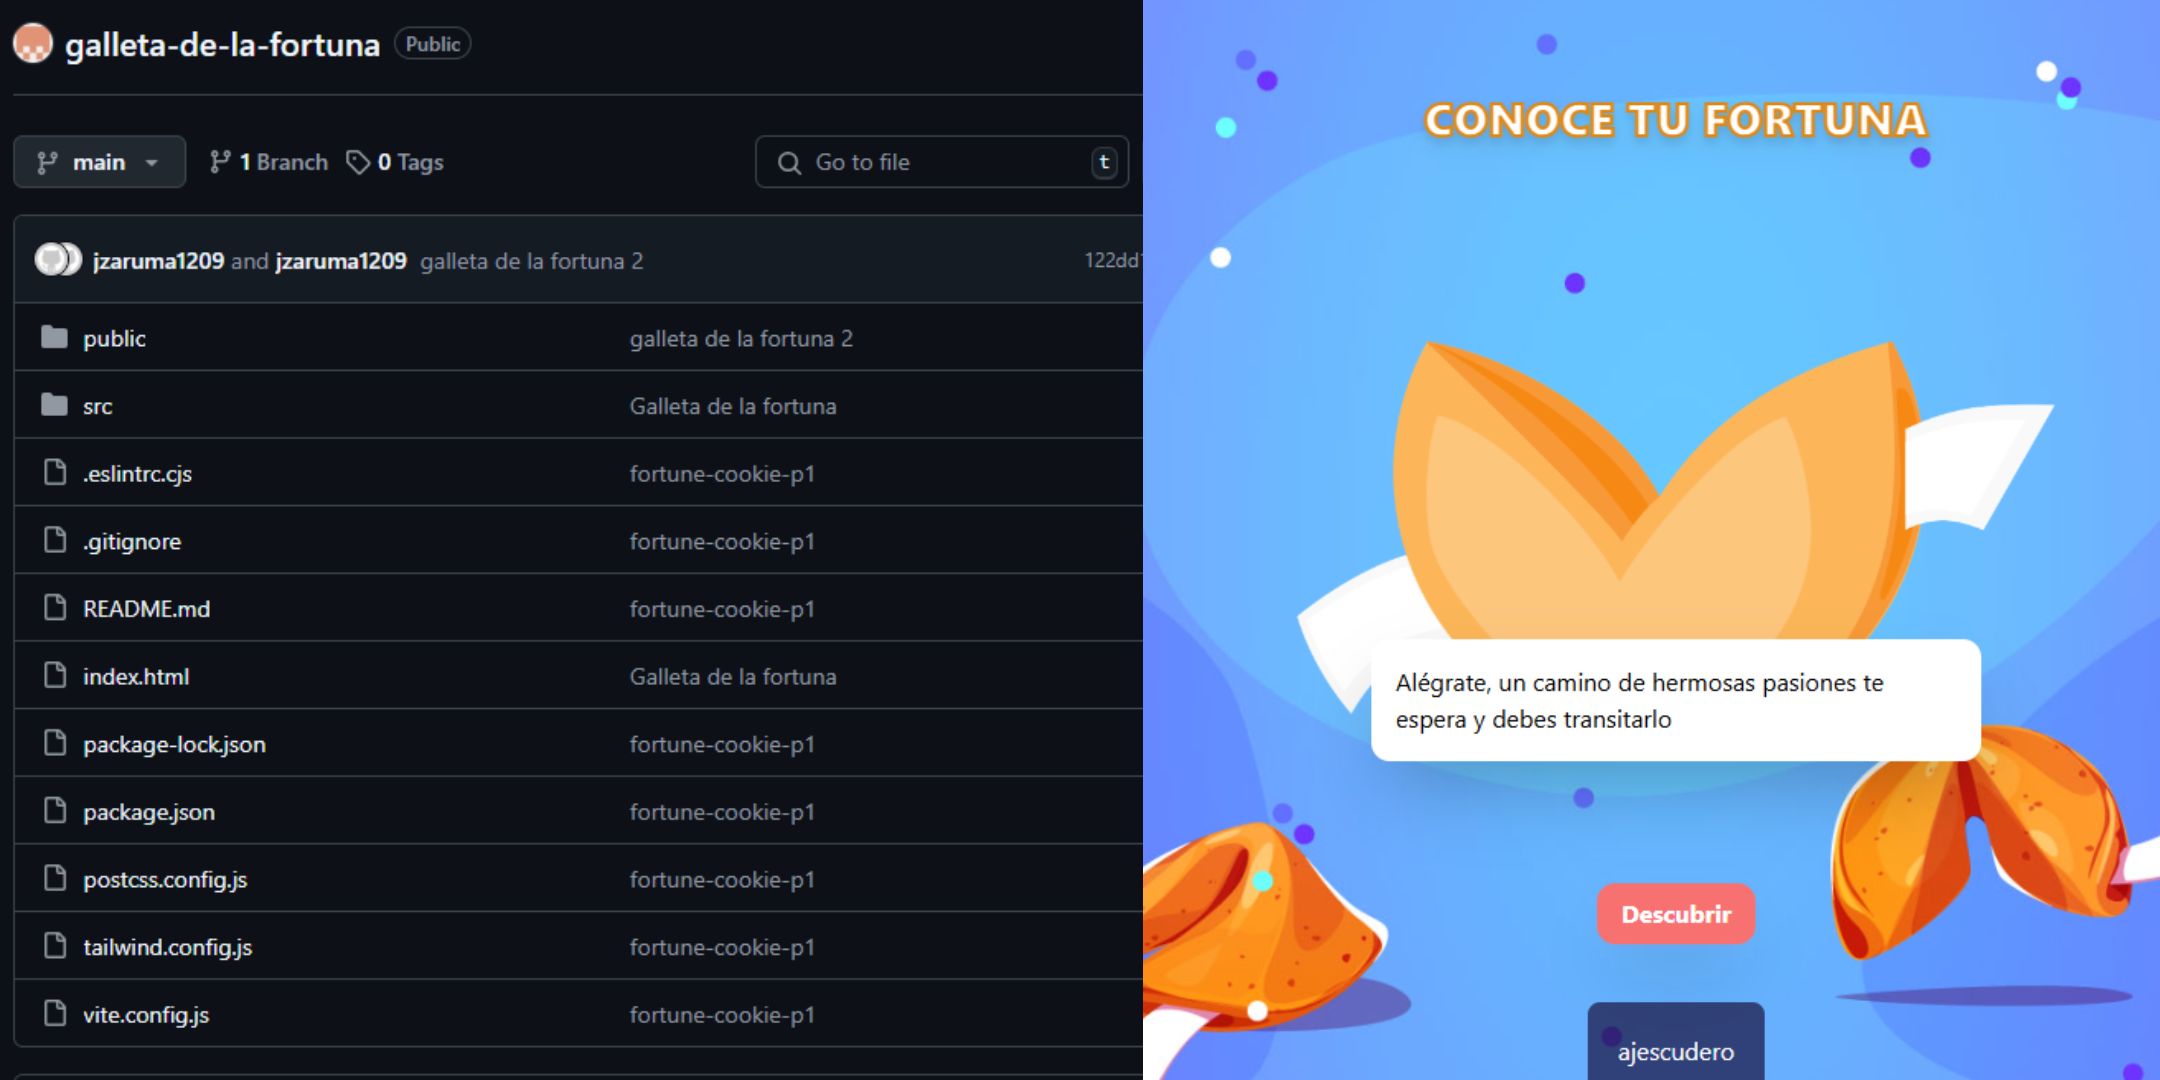 galleta-de-la-fortuna Public
main 1 Branch 0 Tags Go to file t
jzaruma1209 and jzaruma1209 galleta de la fortuna 2 122dd
public galleta de la fortuna 2
src Galleta de la fortuna
.eslintrc.cjs fortune-cookie-p1
.gitignore fortune-cookie-p1
README.md fortune-cookie-p1
index.html Galleta de la fortuna
package-lock.json fortune-cookie-p1
package.json fortune-cookie-p1
postcss.config.js fortune-cookie-p1
tailwind.config.js fortune-cookie-p1
vite.config.js fortune-cookie-p1
CONOCE TU FORTUNA
Alégrate, un camino de hermosas pasiones te
espera y debes transitarlo
Descubrir
ajescudero